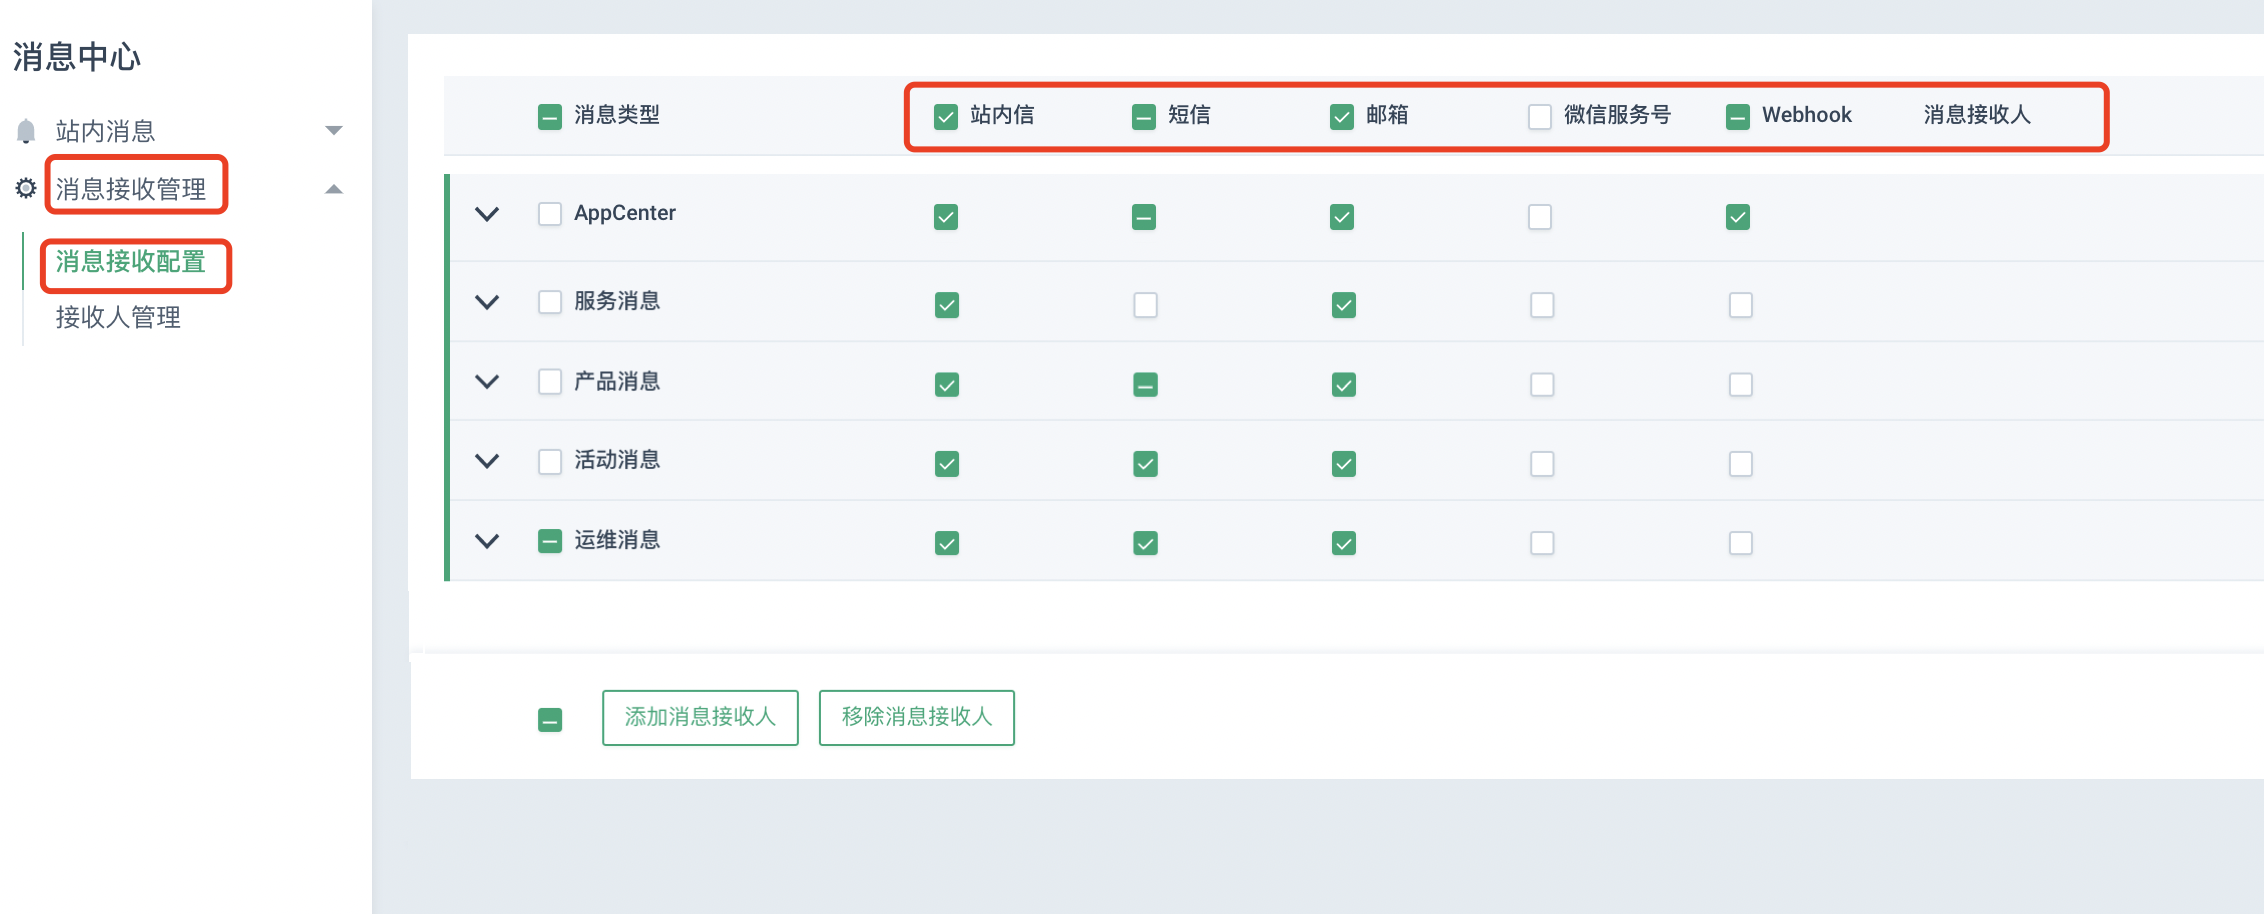 消息中心
站内消息
消息接收管理
消息接收配置
接收人管理
消息类型 站内信 短信 邮箱 微信服务号 Webhook 消息接收人
AppCenter
服务消息
产品消息
活动消息
运维消息
添加消息接收人 移除消息接收人